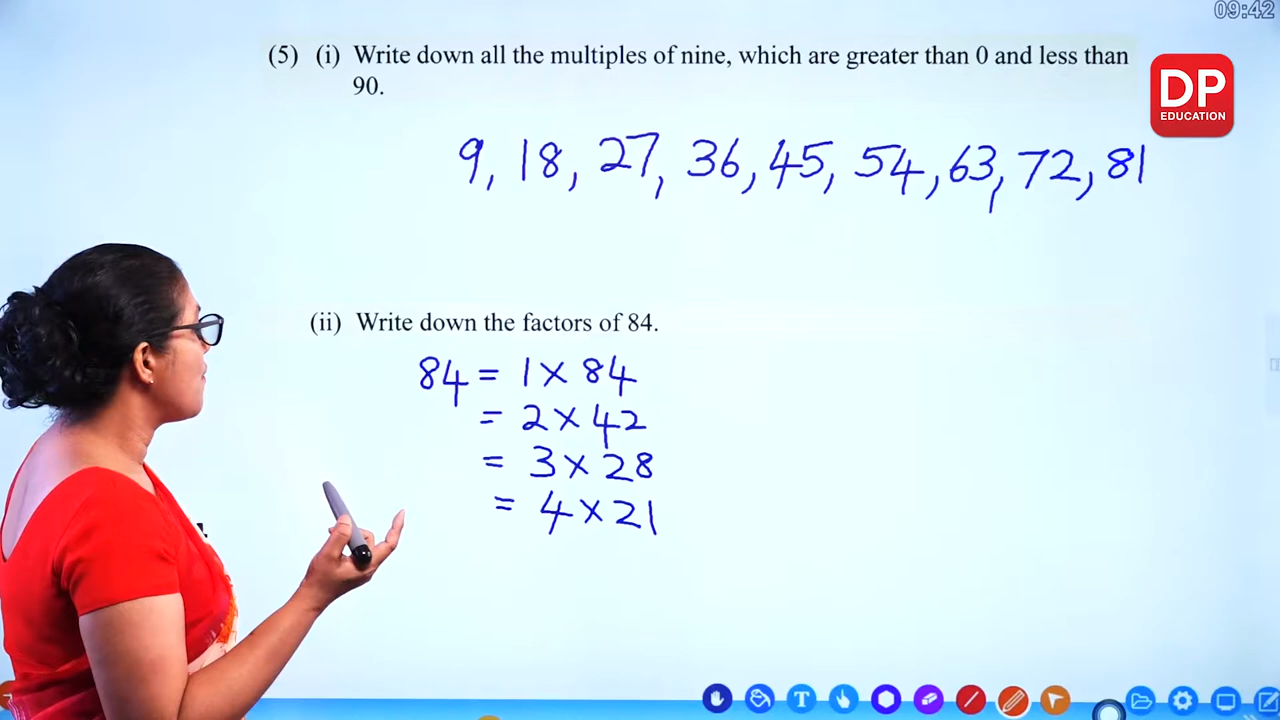 09:42
(5) (i) Write down all the multiples of nine, which are greater than 0 and less than
90.
DP
EDUCATION
9, 18, 27, 36, 45, 54, 63, 72, 81
(ii) Write down the factors of 84.
84 = 1 × 84
= 2 × 42
= 3 × 28
= 4 × 21
T